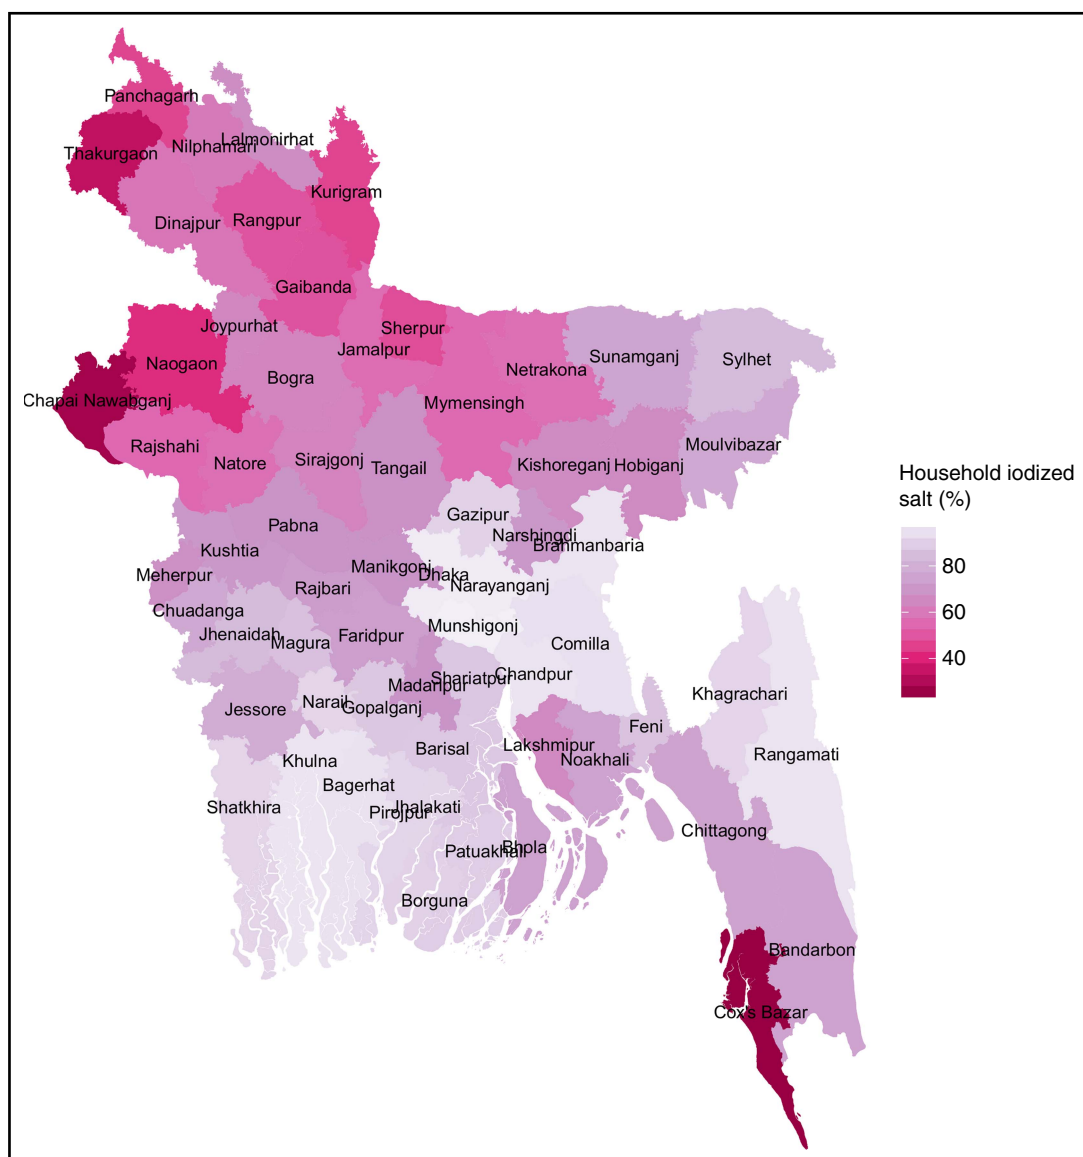 Panchagarh
Lalmonirhat
Nilphamari
Thakurgaon
Kurigram
Rangpur
Dinajpur
Gaibanda
Joypurhat
Sherpur
Jamalpur
Sunamganj
Sylhet
Naogaon
Netrakona
Bogra
Chapai Nawabganj
Mymensingh
Moulvibazar
Rajshahi
Sirajgonj
Natore
Tangail
Kishoreganj
Hobiganj
Household iodized
salt (%)
Gazipur
Pabna
Narshingdi
Brahmanbaria
Kushtia
Manikgonj
80
Meherpur
Dhaka
Narayanganj
Rajbari
Chuadanga
60
Munshigonj
Jhenaidah
Faridpur
Magura
Comilla
40
Chandpur
Shariatpur
Madaripur
Khagrachari
Narail
Gopalganj
Jessore
Feni
Barisal
Lakshmipur
Rangamati
Noakhali
Khulna
Bagerhat
Shatkhira
Jhalakati
Pirojpur
Chittagong
Bhola
Patuakhali
Borguna
Bandarbon
Cox's Bazar